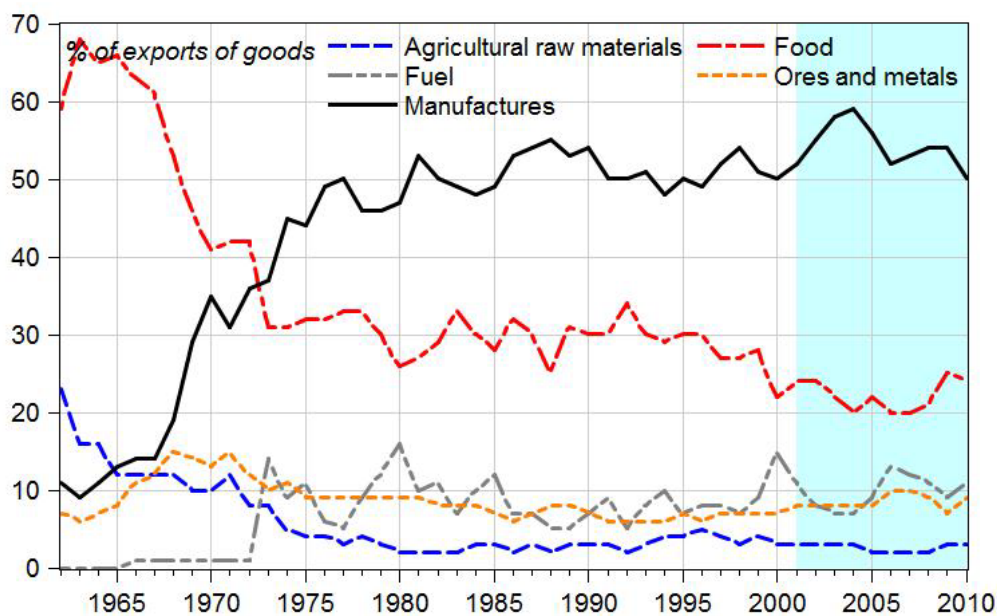 70
% of exports of goods
Agricultural raw materials
Food
Fuel
Ores and metals
Manufactures
60
50
40
30
20
10
0
1965 1970 1975 1980 1985 1990 1995 2000 2005 2010